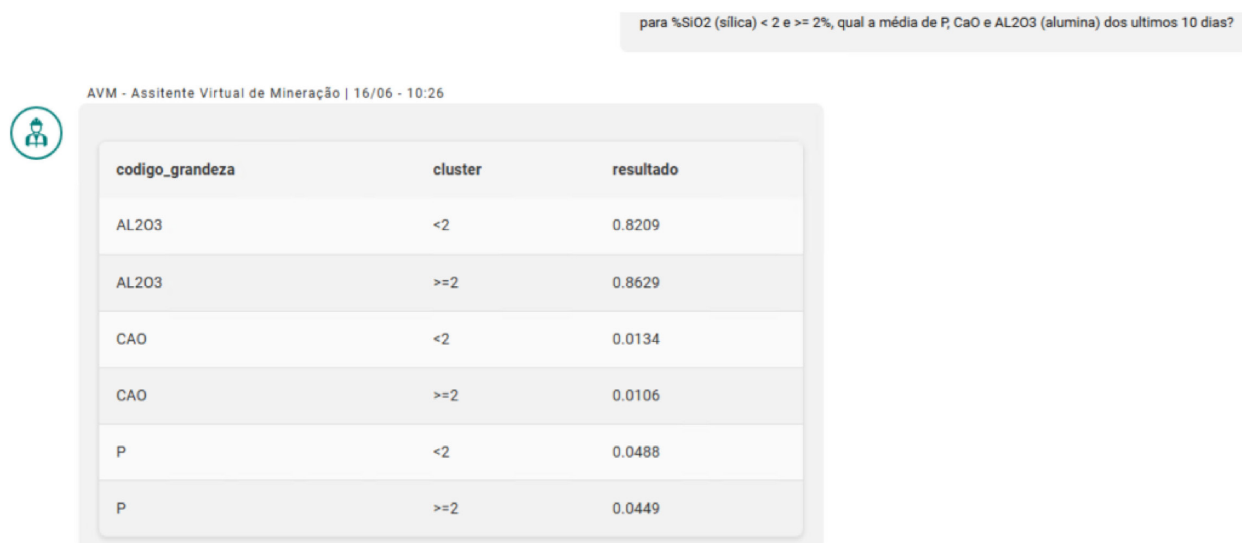 para %SiO2 (sílica) < 2 e >= 2%, qual a média de P, CaO e AL2O3 (alumina) dos ultimos 10 dias?
AVM - Assitente Virtual de Mineração | 16/06 - 10:26
codigo_grandeza cluster resultado
AL2O3 <2 0.8209
AL2O3 >=2 0.8629
CAO <2 0.0134
CAO >=2 0.0106
P <2 0.0488
P >=2 0.0449